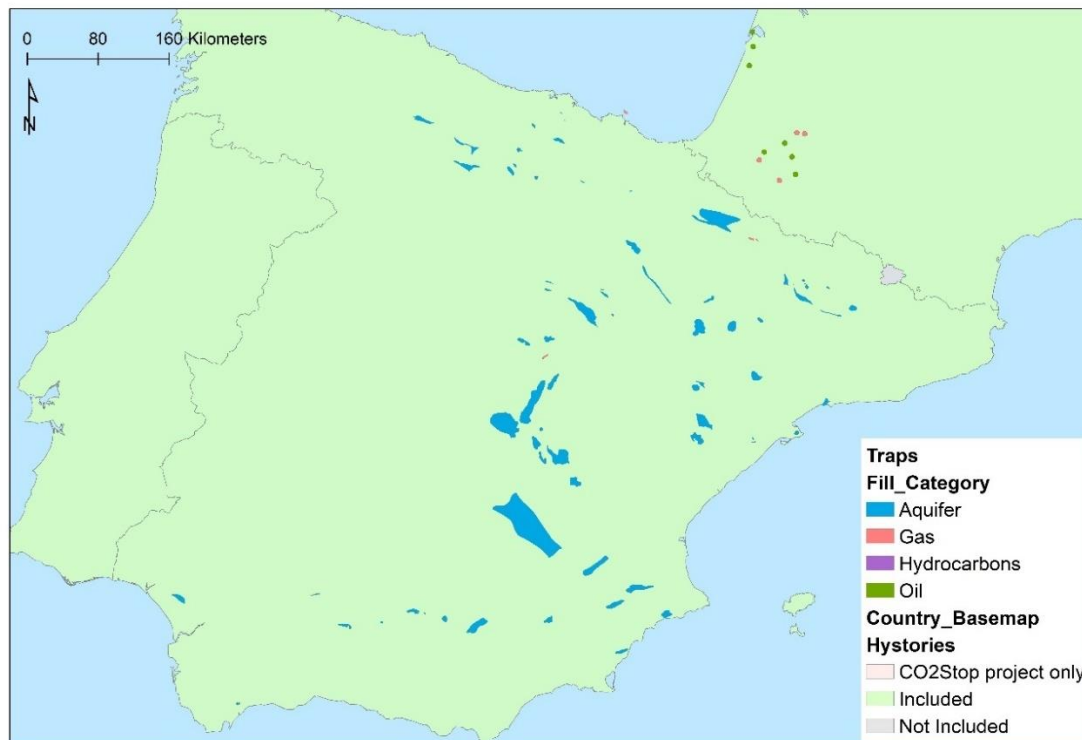 0 80 160 Kilometers
N
Traps
Fill_Category
Aquifer
Gas
Hydrocarbons
Oil
Country_Basemap
Hystories
CO2Stop project only
Included
Not Included